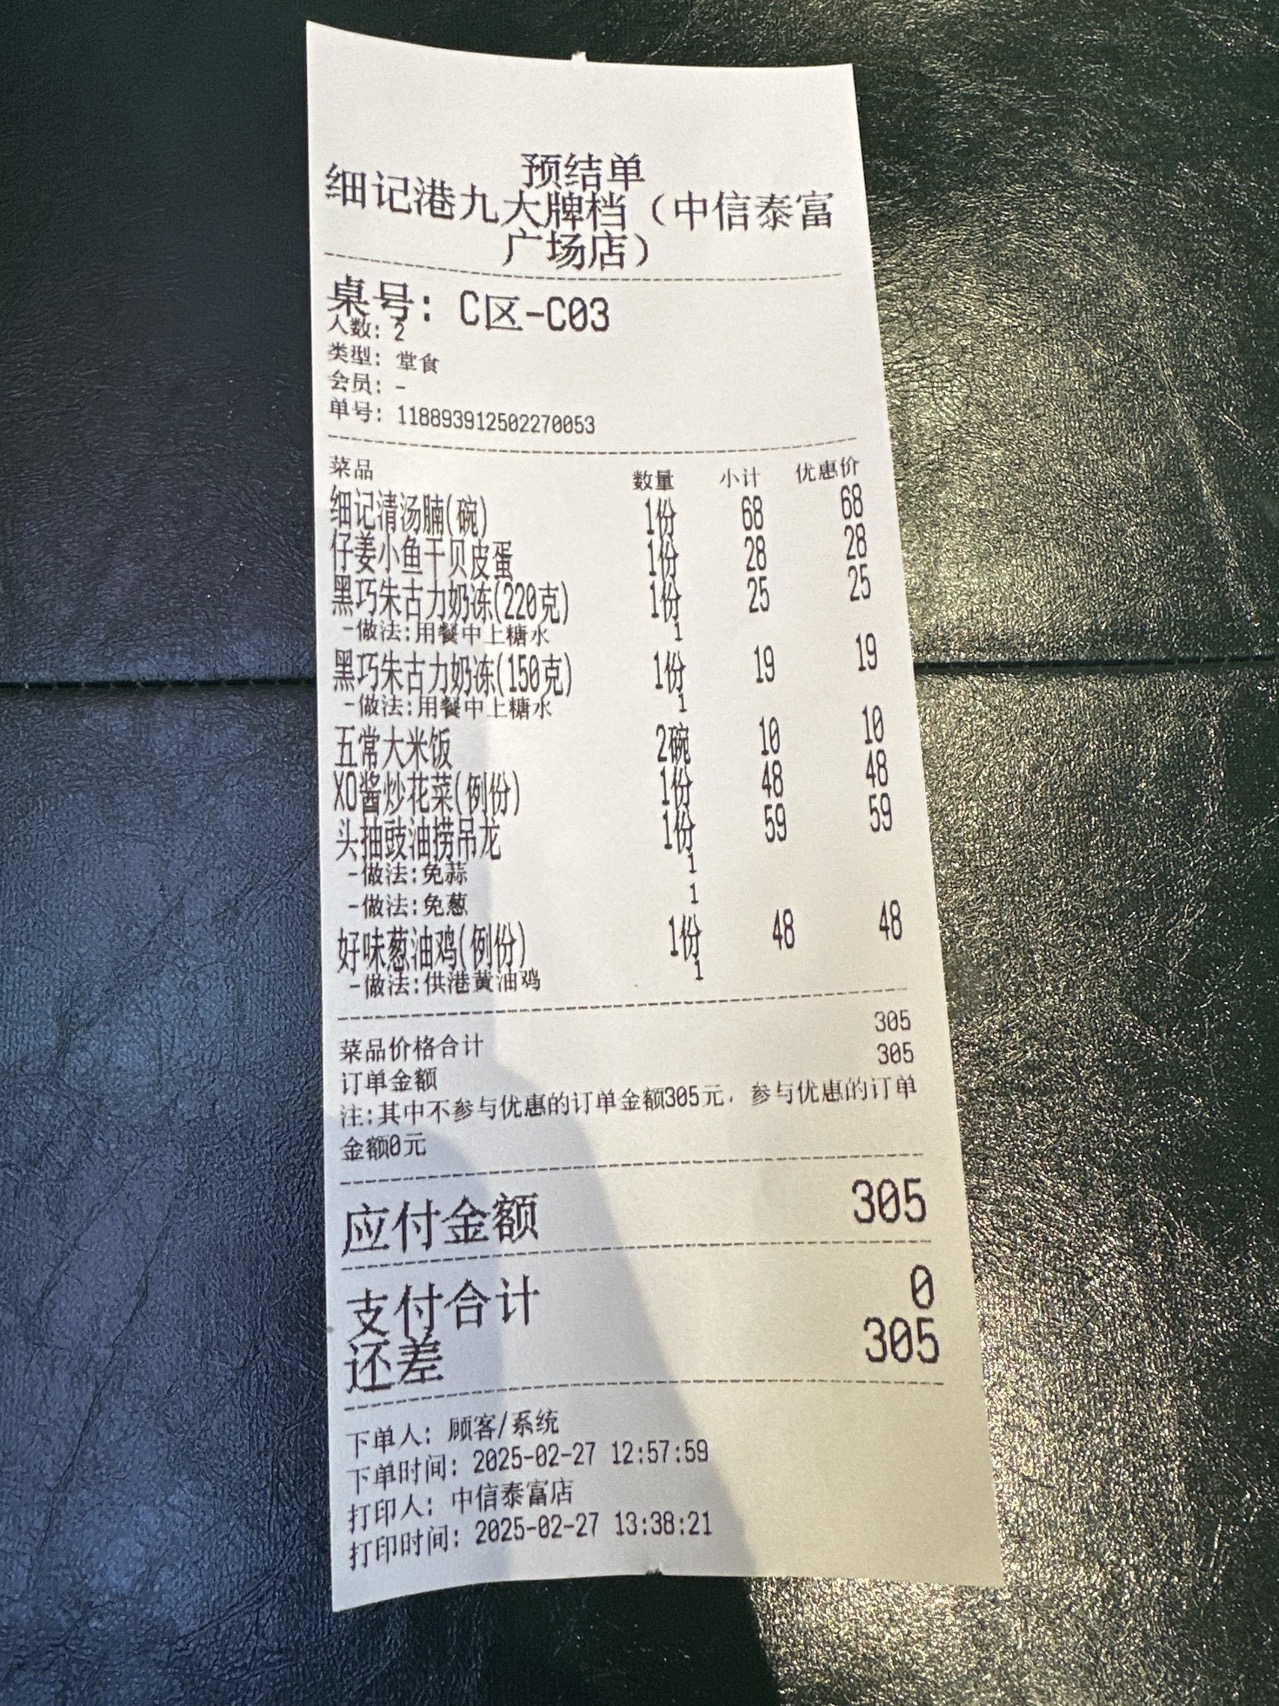 预结单
细记港九大牌档（中信泰富
广场店）
桌号: C区-C03
人数: 2
类型: 堂食
会员: -
单号: 118893912502270053
菜品 数量 小计 优惠价
细记清汤腩(碗) 1份 68 68
仔姜小鱼干贝皮蛋 1份 28 28
黑巧朱古力奶冻(220克) 1份 25 25
-做法:用餐中上糖水 1
黑巧朱古力奶冻(150克) 1份 19 19
-做法:用餐中上糖水 1
五常大米饭 2碗 10 10
XO酱炒花菜(例份) 1份 48 48
头抽豉油捞吊龙 1份 59 59
-做法:免蒜 1
-做法:免葱 1
好味葱油鸡(例份) 1份 48 48
-做法:供港黄油鸡 1
菜品价格合计 305
订单金额 305
注:其中不参与优惠的订单金额305元，参与优惠的订单
金额0元
应付金额 305
支付合计 0
还差 305
下单人: 顾客/系统
下单时间: 2025-02-27 12:57:59
打印人: 中信泰富店
打印时间: 2025-02-27 13:38:21